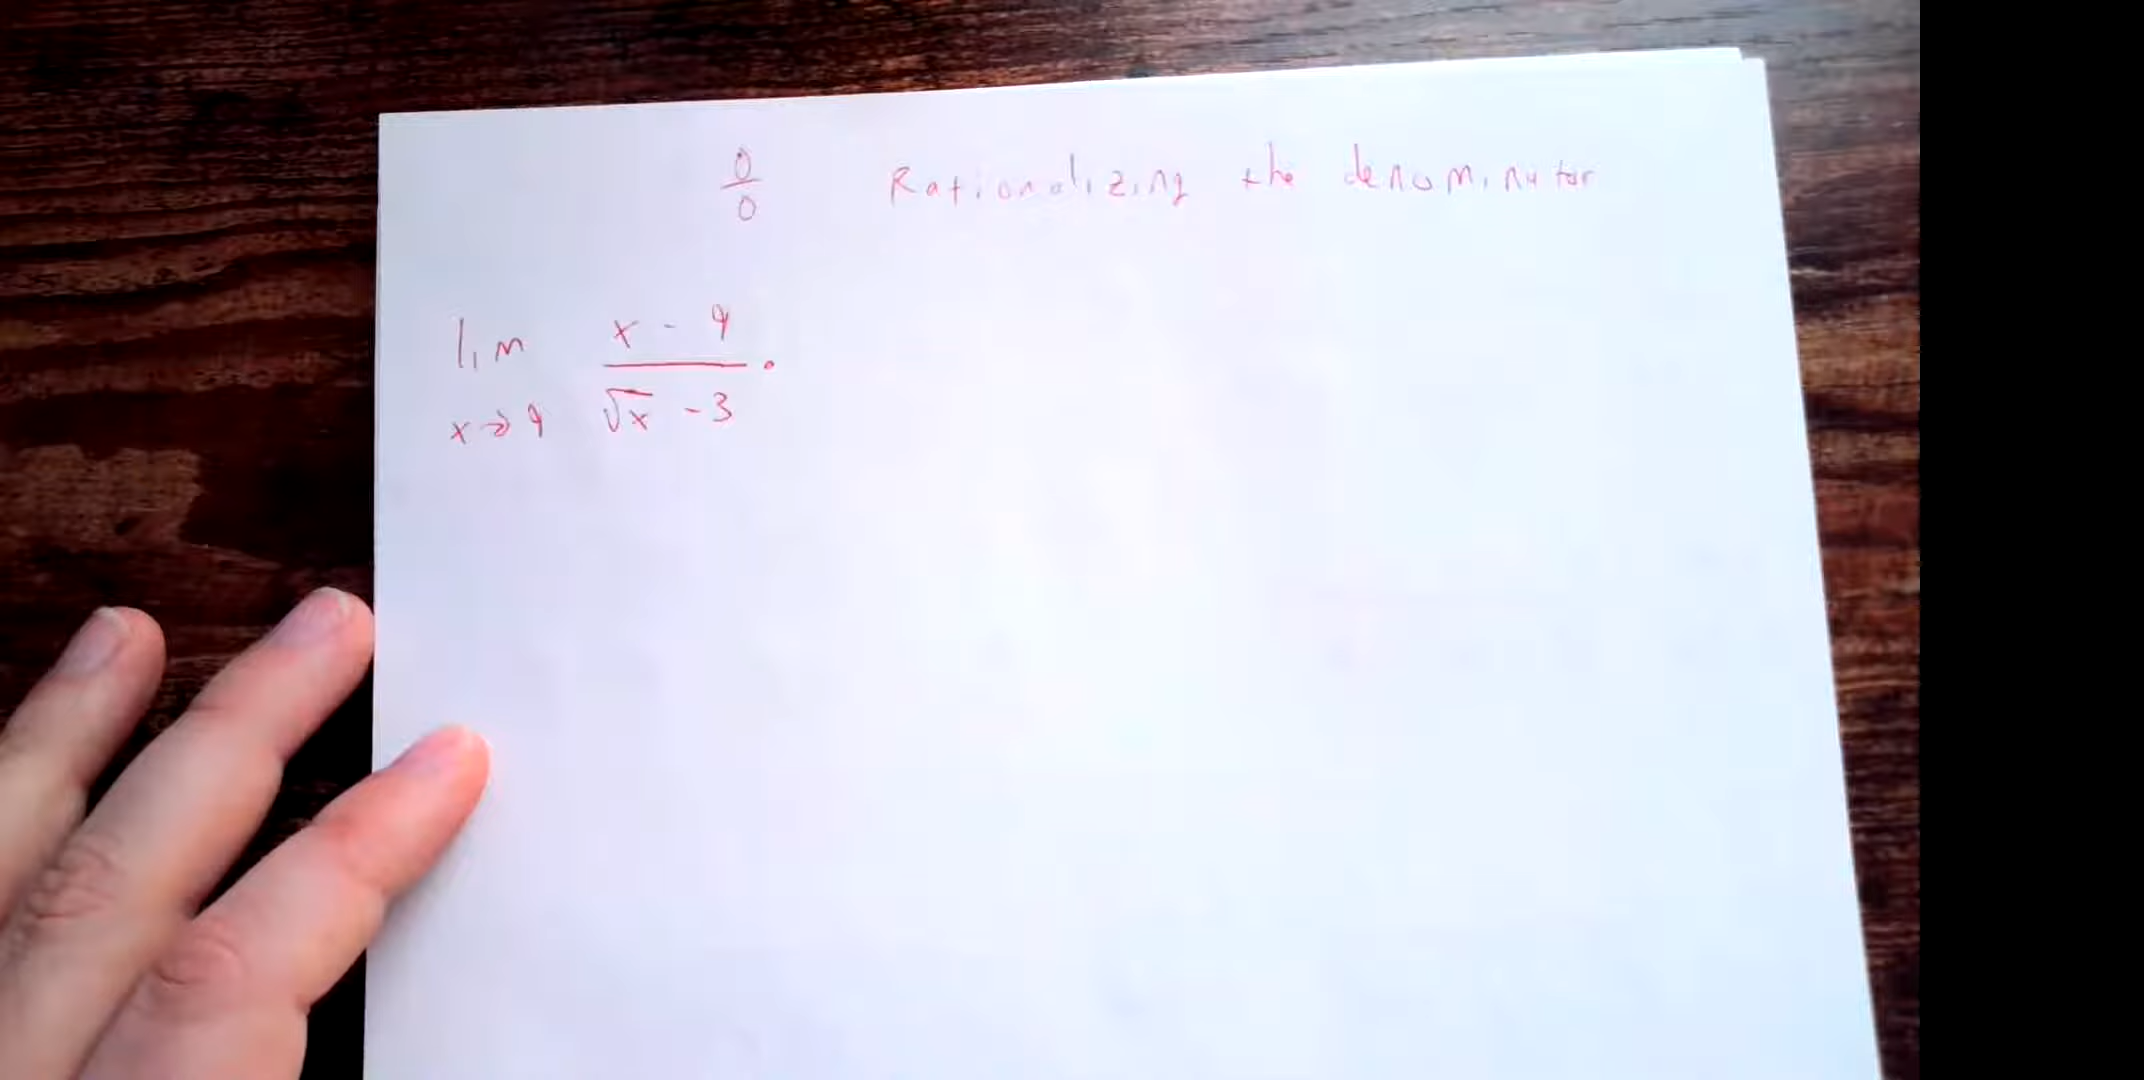 0/0 Rationalizing the denominator
lim x - 9
x→9 √x - 3 ·